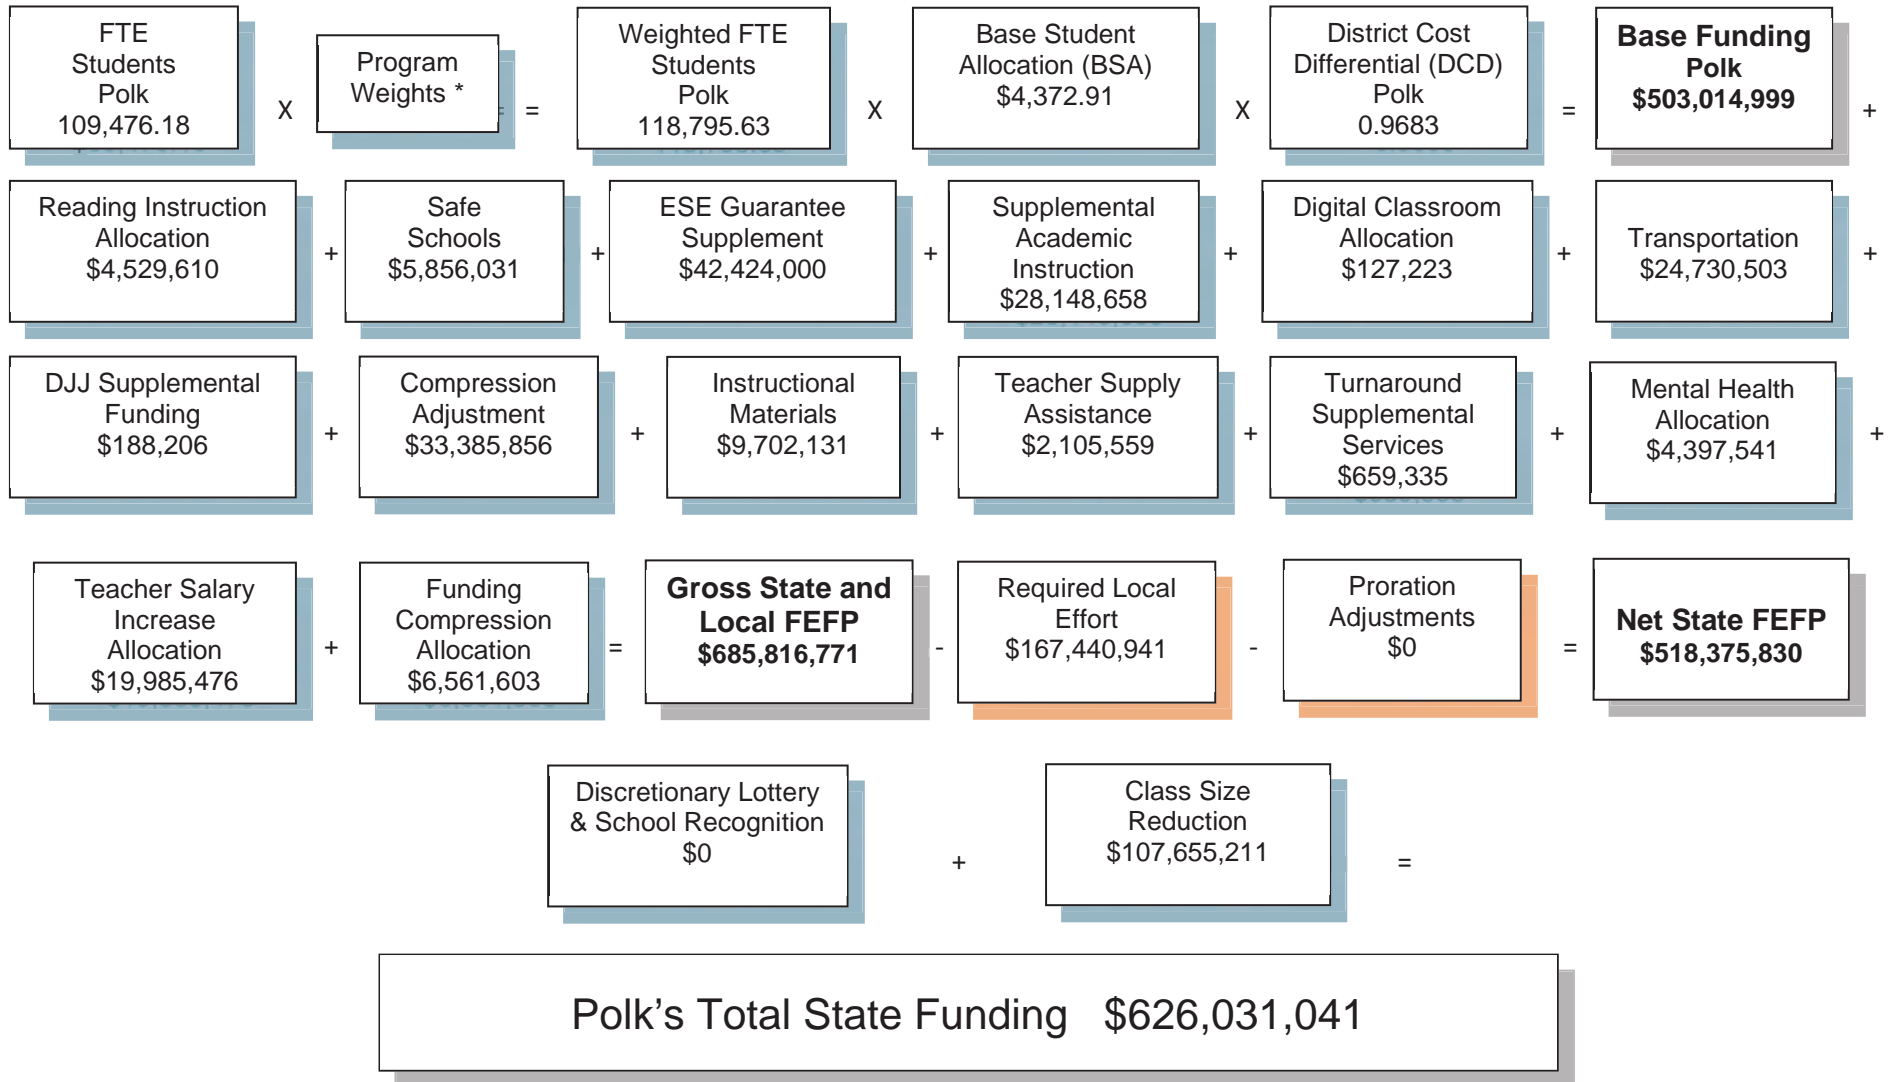 FTE
Students
Polk
109,476.18
X
Program
Weights *
=
Weighted FTE
Students
Polk
118,795.63
X
Base Student
Allocation (BSA)
$4,372.91
X
District Cost
Differential (DCD)
Polk
0.9683
=
Base Funding
Polk
$503,014,999
+
Reading Instruction
Allocation
$4,529,610
+
Safe
Schools
$5,856,031
+
ESE Guarantee
Supplement
$42,424,000
+
Supplemental
Academic
Instruction
$28,148,658
+
Digital Classroom
Allocation
$127,223
+
Transportation
$24,730,503
+
DJJ Supplemental
Funding
$188,206
+
Compression
Adjustment
$33,385,856
+
Instructional
Materials
$9,702,131
+
Teacher Supply
Assistance
$2,105,559
+
Turnaround
Supplemental
Services
$659,335
+
Mental Health
Allocation
$4,397,541
+
Teacher Salary
Increase
Allocation
$19,985,476
+
Funding
Compression
Allocation
$6,561,603
=
Gross State and
Local FEFP
$685,816,771
-
Required Local
Effort
$167,440,941
-
Proration
Adjustments
$0
=
Net State FEFP
$518,375,830
Discretionary Lottery
& School Recognition
$0
+
Class Size
Reduction
$107,655,211
=
Polk’s Total State Funding $626,031,041